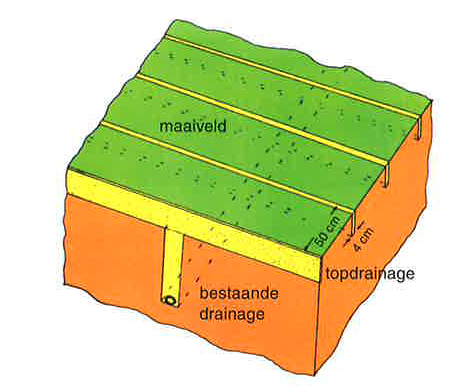 maaiveld
50 cm
4 cm
topdrainage
bestaande
drainage